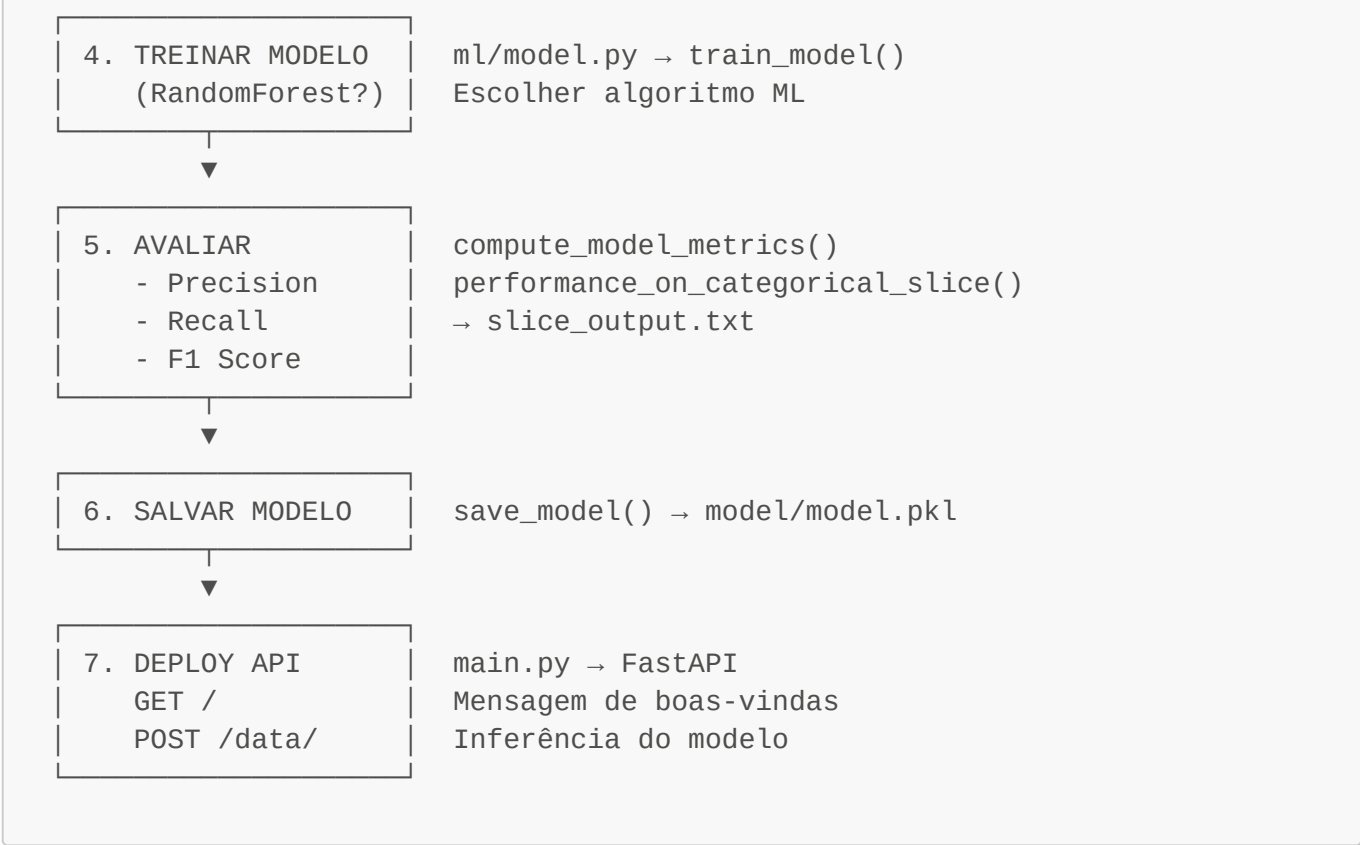 4. TREINAR MODELO ml/model.py → train_model()
(RandomForest?) Escolher algoritmo ML
▼
5. AVALIAR compute_model_metrics()
- Precision performance_on_categorical_slice()
- Recall → slice_output.txt
- F1 Score
▼
6. SALVAR MODELO save_model() → model/model.pkl
▼
7. DEPLOY API main.py → FastAPI
GET / Mensagem de boas-vindas
POST /data/ Inferência do modelo